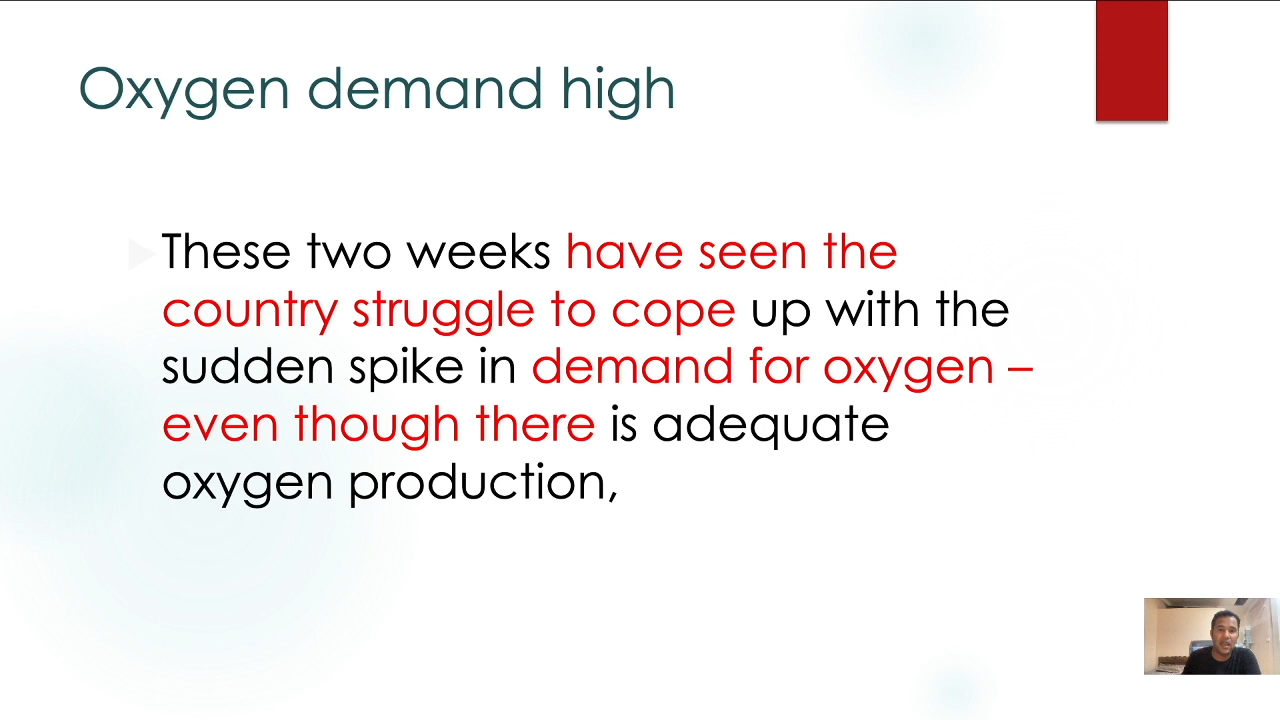 Oxygen demand high
These two weeks have seen the
country struggle to cope up with the
sudden spike in demand for oxygen –
even though there is adequate
oxygen production,